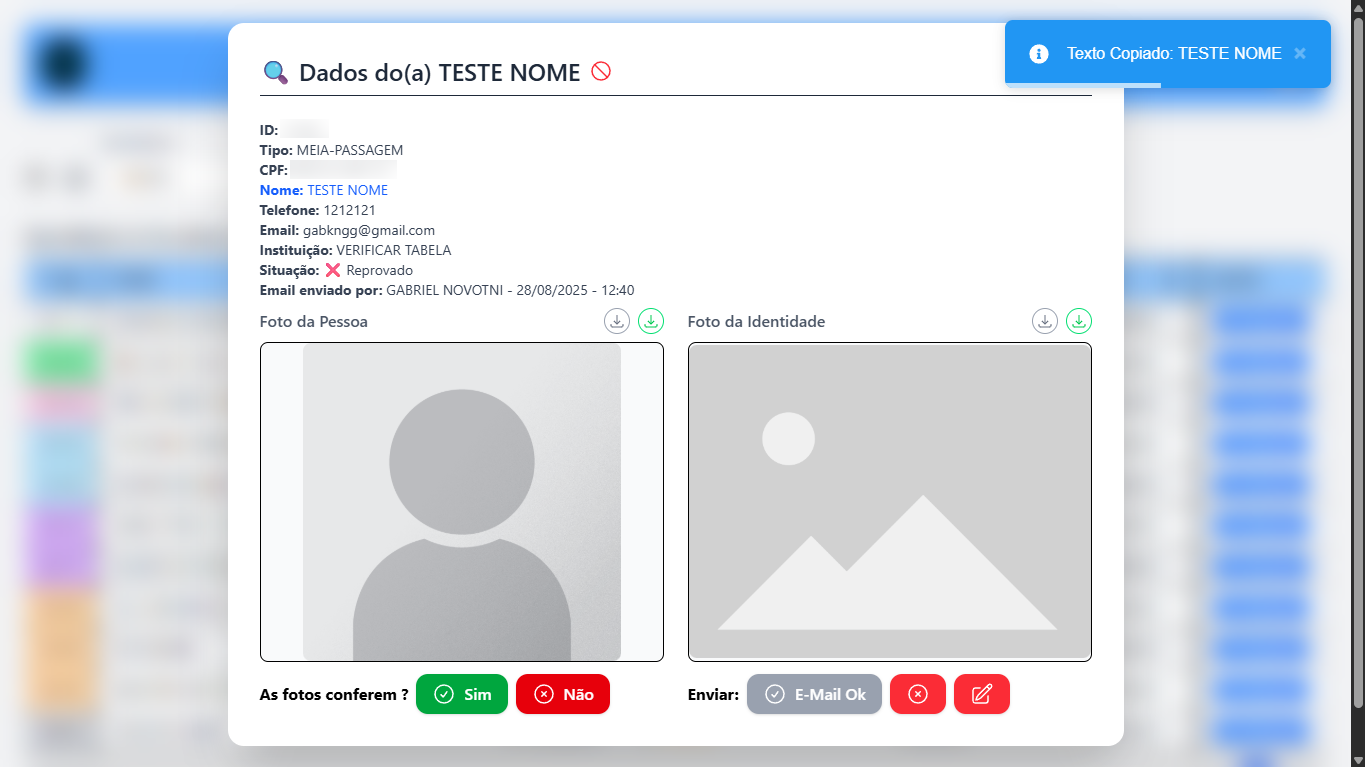 Texto Copiado: TESTE NOME
Dados do(a) TESTE NOME
ID:
Tipo: MEIA-PASSAGEM
CPF:
Nome: TESTE NOME
Telefone: 1212121
Email: gabkngg@gmail.com
Instituição: VERIFICAR TABELA
Situação: ❌ Reprovado
Email enviado por: GABRIEL NOVOTNI - 28/08/2025 - 12:40
Foto da Pessoa
Foto da Identidade
As fotos conferem ? Sim Não
Enviar: E-Mail Ok